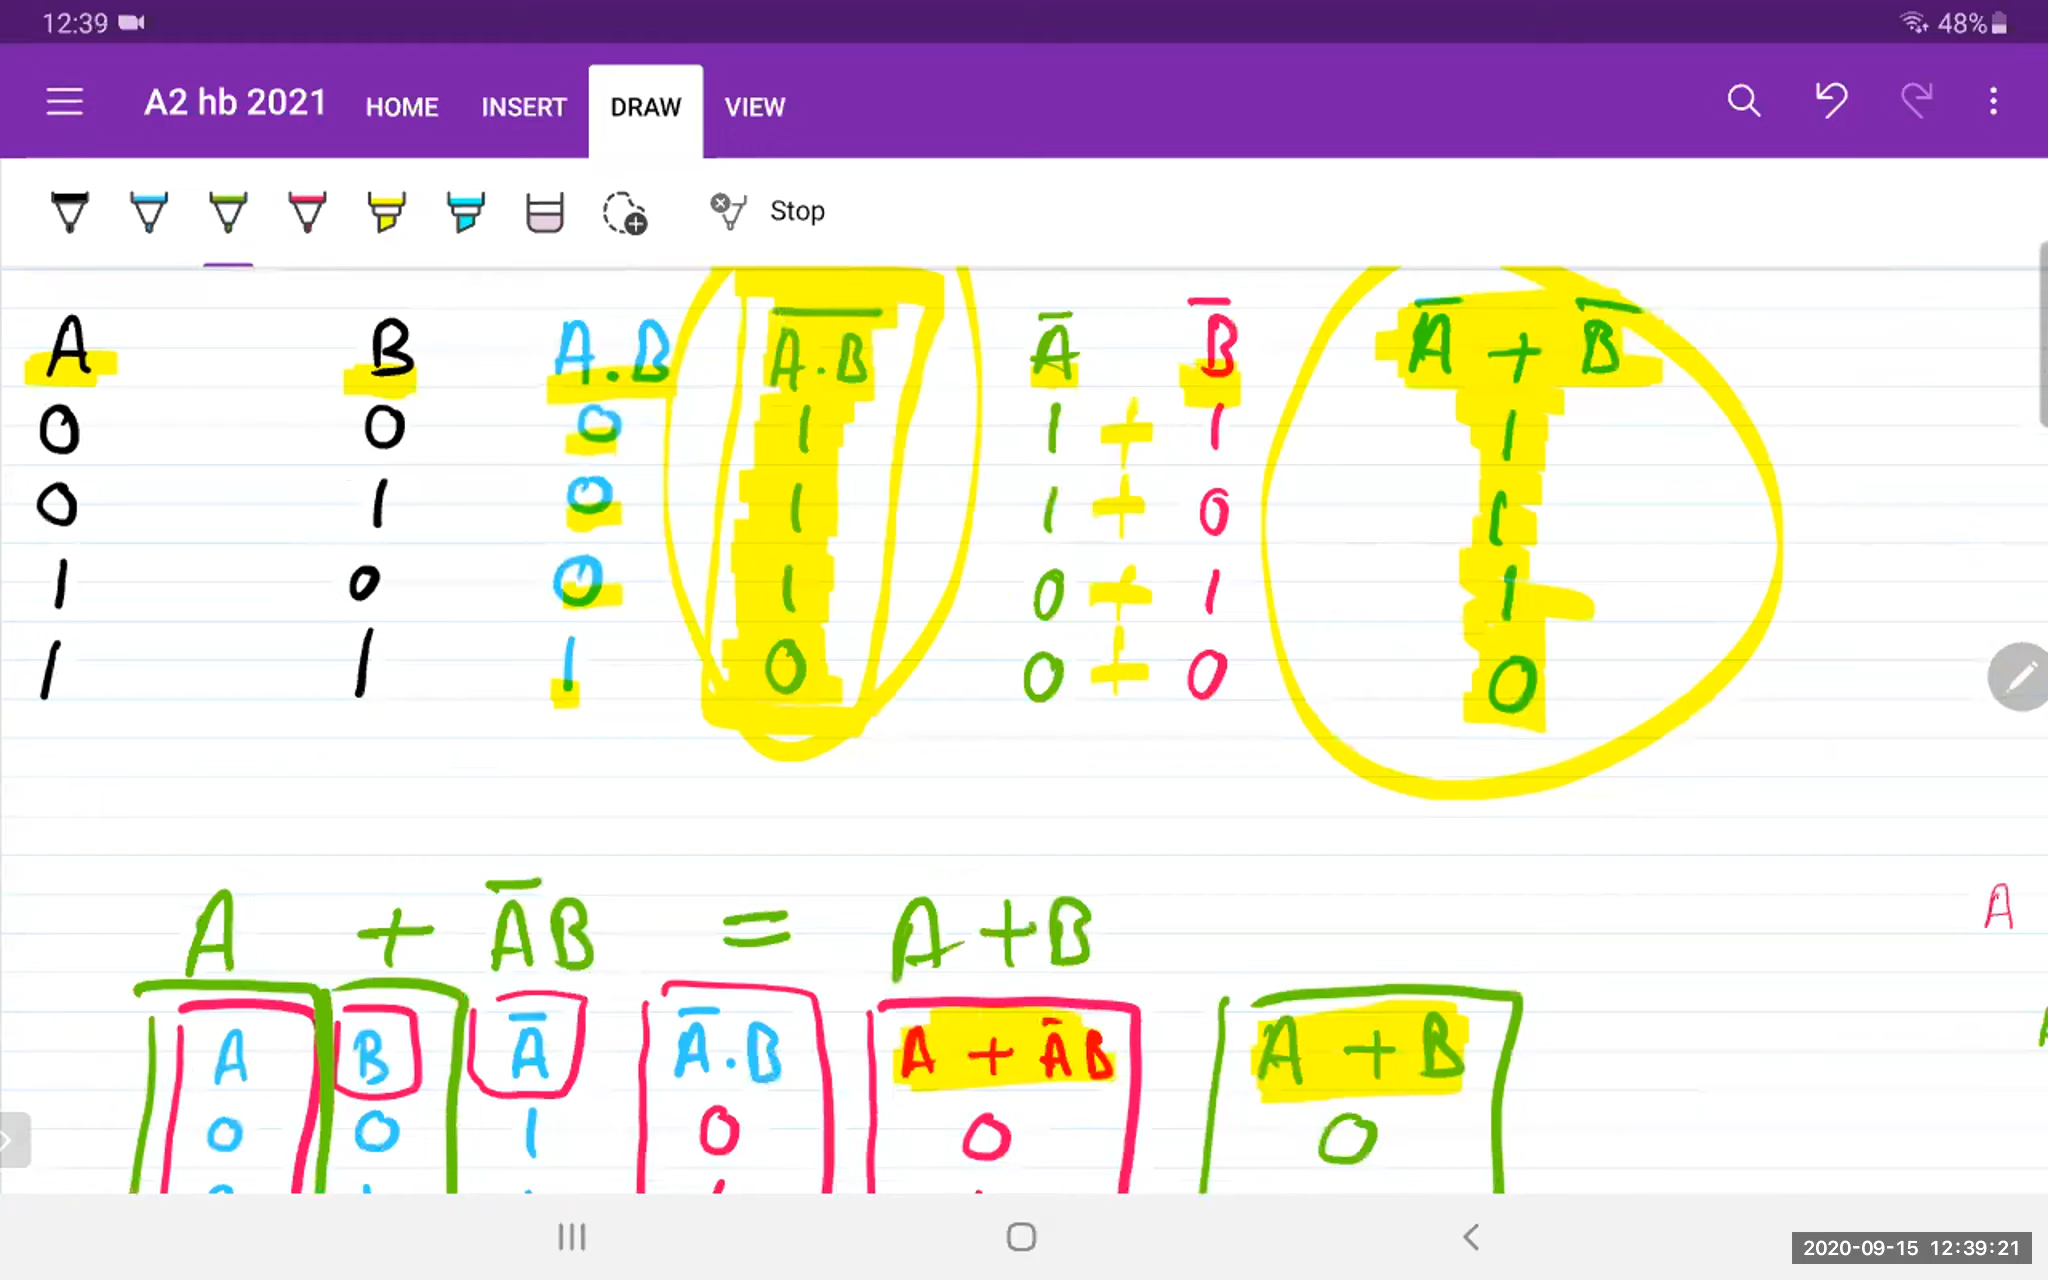 12:39 48%
A2 hb 2021 HOME INSERT DRAW VIEW
Stop
A B A.B A̅.̅B̅ A̅ B̅ A̅ + B̅
0 0 0 1 1 + 1 1
0 1 0 1 1 + 0 1
1 0 0 1 0 + 1 1
1 1 1 0 0 + 0 0
A + A̅B = A+B
A
A B A̅ A̅.B A + A̅B A + B
0 0 1 0 0 0
2020-09-15 12:39:21